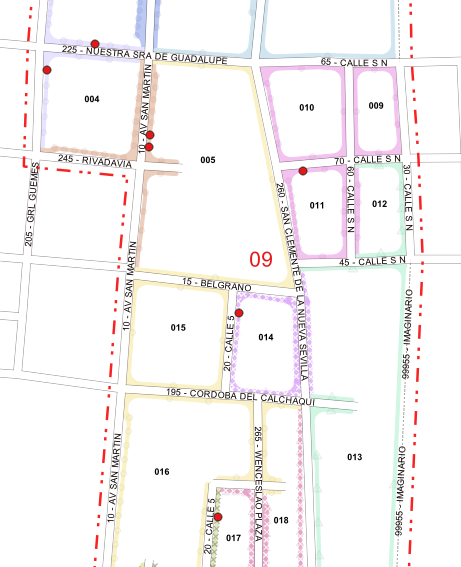 225 - NUESTRA SRA DE GUADALUPE
65 - CALLE S N
004
10 - AV SAN MARTIN
010
009
005
245 - RIVADAVIA
70 - CALLE S N
205 - GRL GUEMES
260 - SAN CLEMENTE DE LA NUEVA SEVILLA
60 - CALLE S N
30 - CALLE S N
011
012
09
45 - CALLE S N
10 - AV SAN MARTIN
15 - BELGRANO
99955 - IMAGINARIO
015
20 - CALLE 5
014
195 - CORDOBA DEL CALCHAQUI
10 - AV SAN MARTIN
265 - WENCESLAO PLAZA
013
016
99955 - IMAGINARIO
20 - CALLE 5
017
018